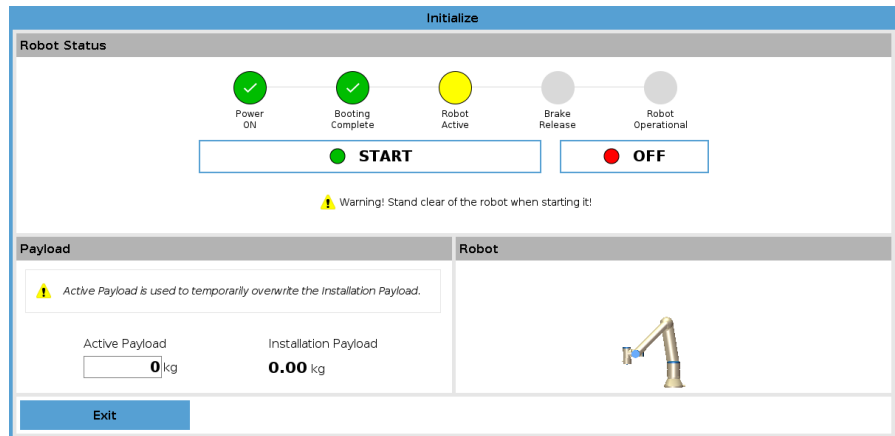 Initialize
Robot Status
Power
ON
Booting
Complete
Robot
Active
Brake
Release
Robot
Operational
START
OFF
Warning! Stand clear of the robot when starting it!
Payload
Robot
Active Payload is used to temporarily overwrite the Installation Payload.
Active Payload
Installation Payload
0 kg
0.00 kg
Exit